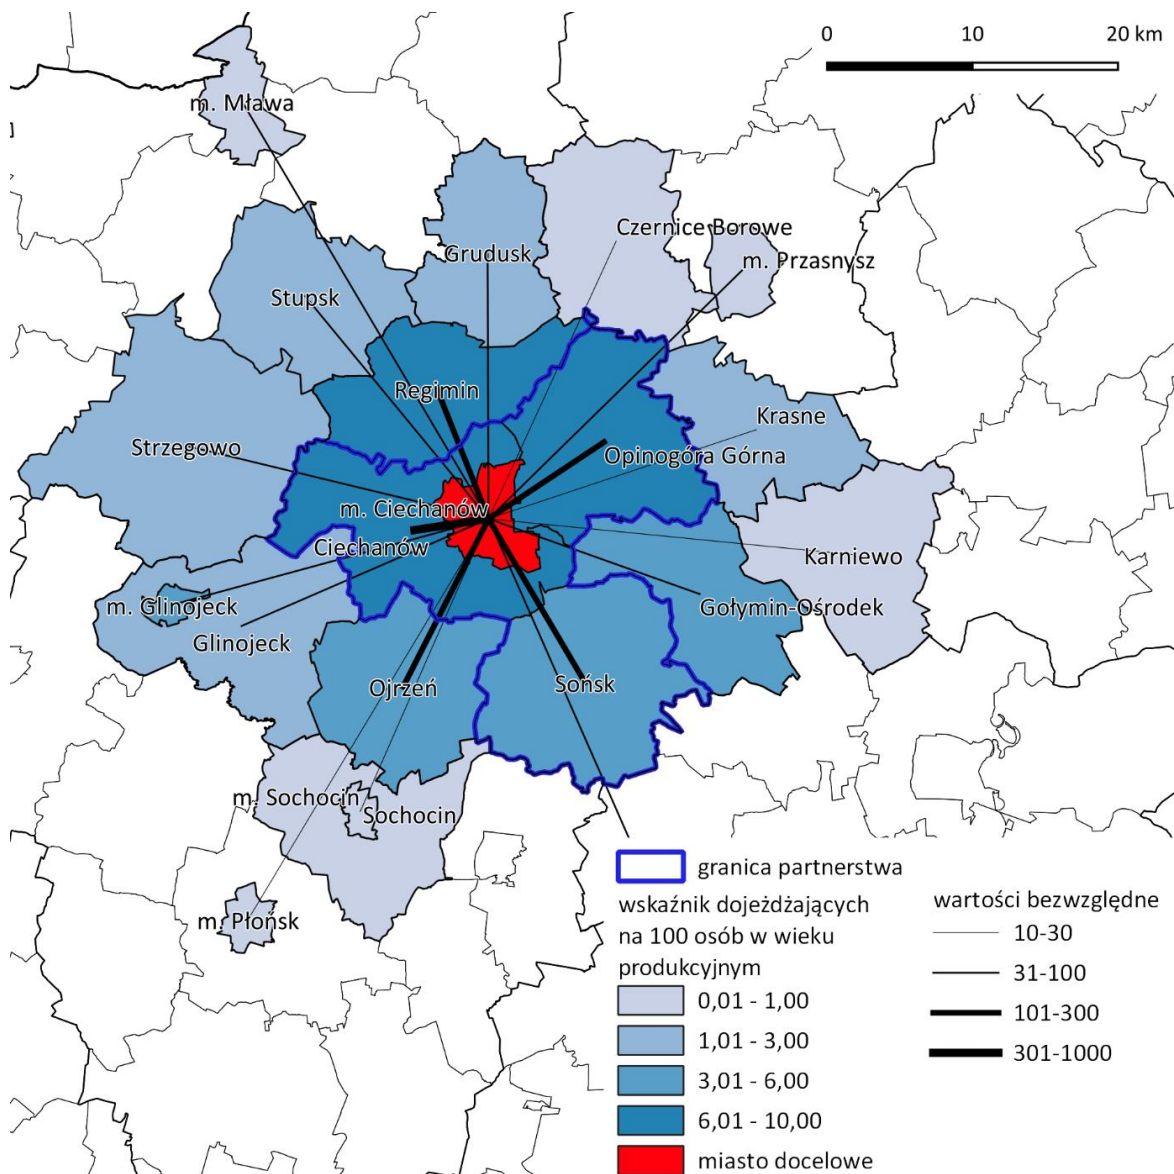 0 10 20 km
m. Mława
Czernice Borowe
Grudusk
m. Przasnysz
Stupsk
Regimin
Krasne
Strzegowo
Opinogóra Górna
m. Ciechanów
Ciechanów
Karniewo
m. Glinojeck
Gołymin-Ośrodek
Glinojeck
Ojrzeń
Sońsk
m. Sochocin
Sochocin
m. Płońsk
granica partnerstwa
wskaźnik dojeżdżających
na 100 osób w wieku
produkcyjnym
0,01 - 1,00
1,01 - 3,00
3,01 - 6,00
6,01 - 10,00
miasto docelowe
wartości bezwzględne
10-30
31-100
101-300
301-1000